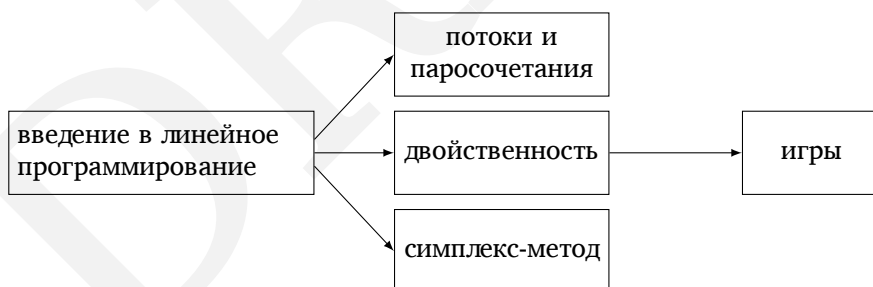 потоки и
паросочетания
введение в линейное
программирование
двойственность
игры
симплекс-метод